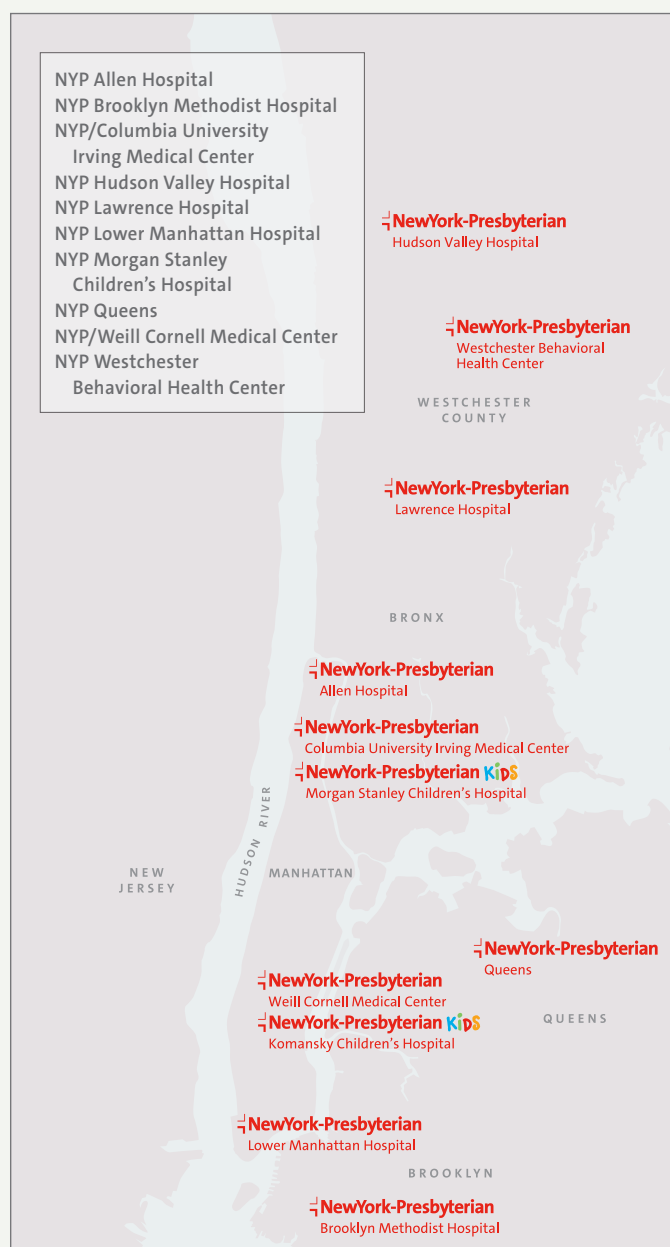 NYP Allen Hospital
NYP Brooklyn Methodist Hospital
NYP/Columbia University
Irving Medical Center
NYP Hudson Valley Hospital
NYP Lawrence Hospital
NYP Lower Manhattan Hospital
NYP Morgan Stanley
Children's Hospital
NYP Queens
NYP/Weill Cornell Medical Center
NYP Westchester
Behavioral Health Center
NewYork-Presbyterian
Hudson Valley Hospital
NewYork-Presbyterian
Westchester Behavioral
Health Center
WESTCHESTER
COUNTY
NewYork-Presbyterian
Lawrence Hospital
BRONX
NewYork-Presbyterian
Allen Hospital
NewYork-Presbyterian
Columbia University Irving Medical Center
NewYork-Presbyterian KiDS
Morgan Stanley Children's Hospital
HUDSON RIVER
NEW
JERSEY
MANHATTAN
NewYork-Presbyterian
Queens
NewYork-Presbyterian
Weill Cornell Medical Center
NewYork-Presbyterian KiDS
Komansky Children's Hospital
QUEENS
NewYork-Presbyterian
Lower Manhattan Hospital
BROOKLYN
NewYork-Presbyterian
Brooklyn Methodist Hospital